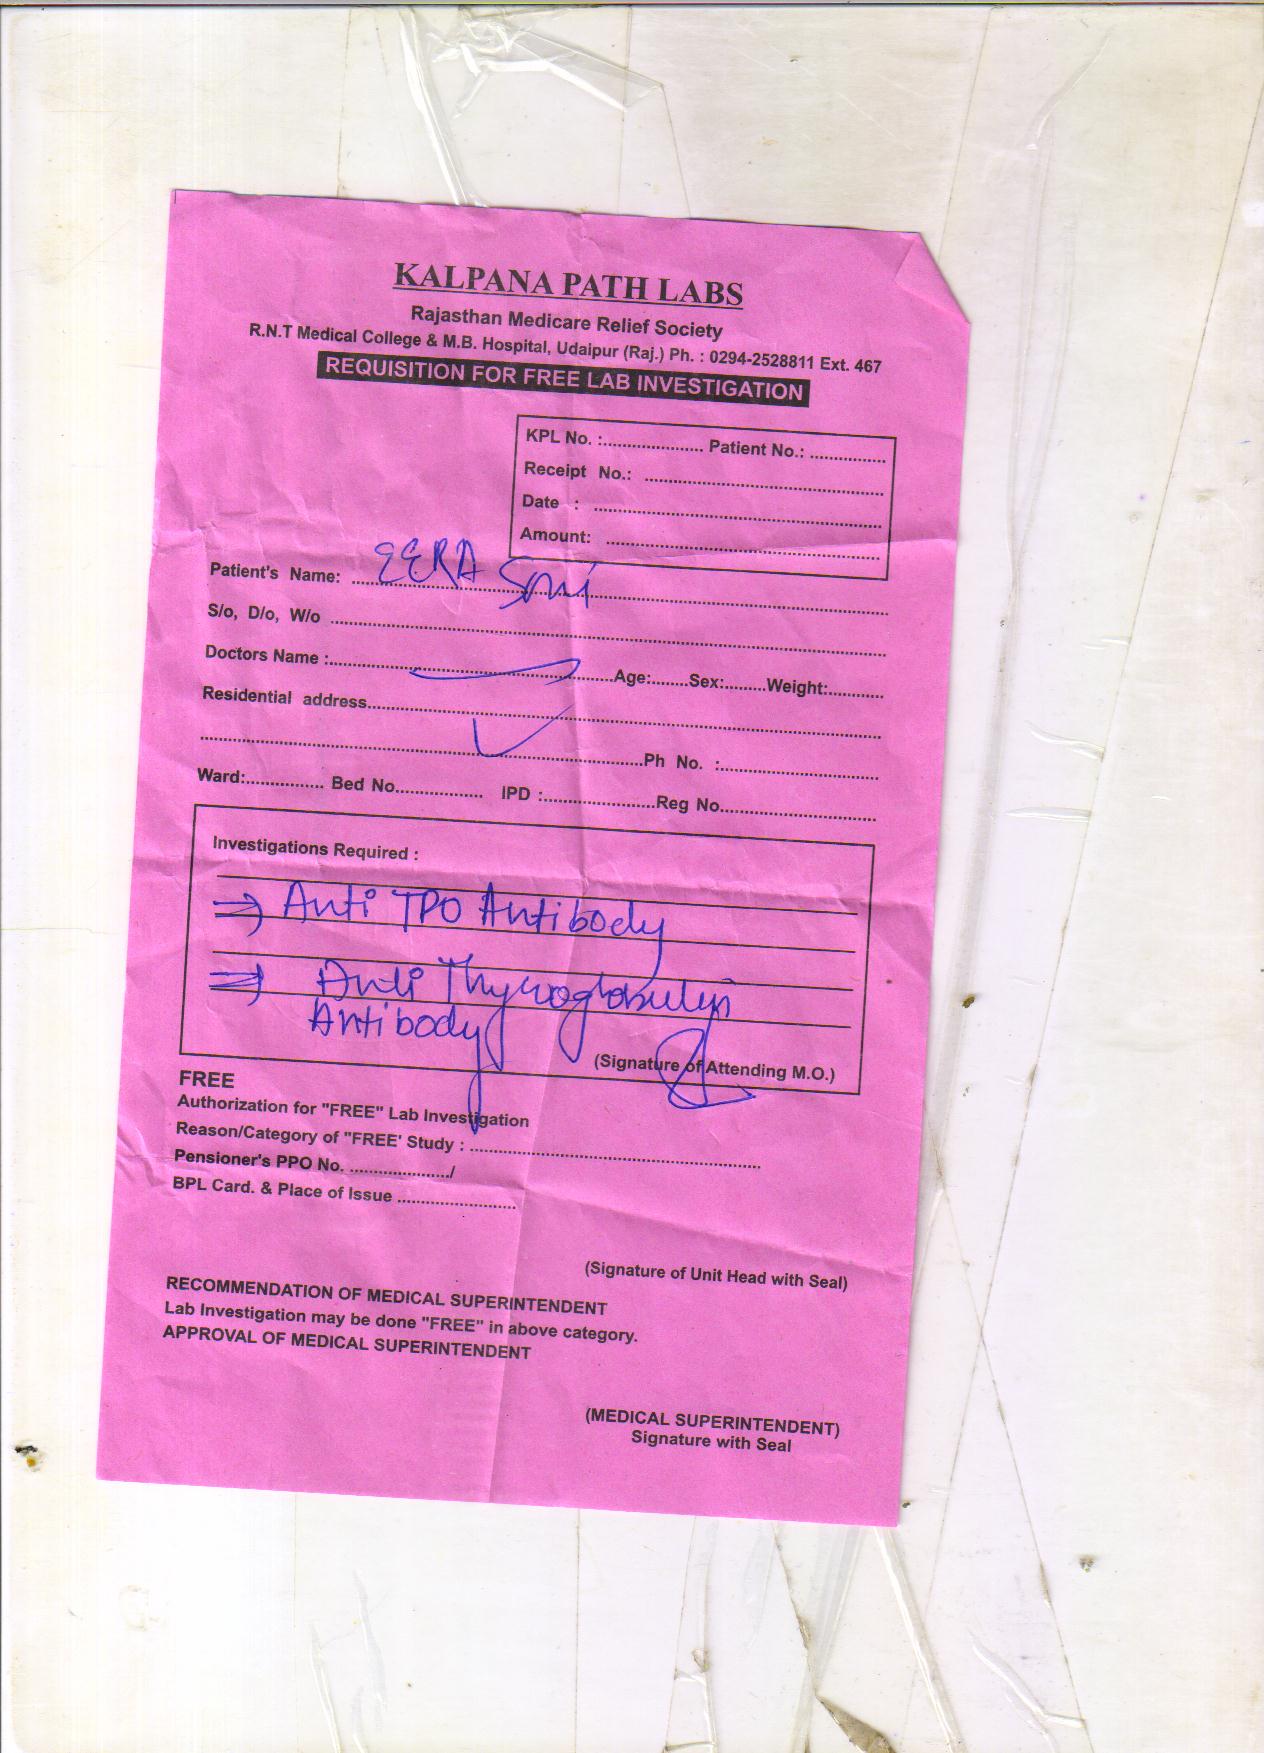 KALPANA PATH LABS
Rajasthan Medicare Relief Society
R.N.T Medical College & M.B. Hospital, Udaipur (Raj.) Ph. : 0294-2528811 Ext. 467
REQUISITION FOR FREE LAB INVESTIGATION
KPL No. :..................... Patient No.: ................
Receipt No.: ..................................................
Date : ............................................................
Amount: .........................................................
Patient's Name: EERA Soni
S/o, D/o, W/o ....................................................
Doctors Name :.............................Age:........Sex:.........Weight:...........
Residential address....................................................
....................................................Ph No. :.................................
Ward:................ Bed No.................. IPD :.......................Reg No................................
Investigations Required :
⇒ Anti TPO Antibody
⇒ Anti Thyroglobulin
Antibody
(Signature of Attending M.O.)
FREE
Authorization for "FREE" Lab Investigation
Reason/Category of "FREE' Study : ............................................................
Pensioner's PPO No. ...................../
BPL Card. & Place of Issue .........................
(Signature of Unit Head with Seal)
RECOMMENDATION OF MEDICAL SUPERINTENDENT
Lab Investigation may be done "FREE" in above category.
APPROVAL OF MEDICAL SUPERINTENDENT
(MEDICAL SUPERINTENDENT)
Signature with Seal